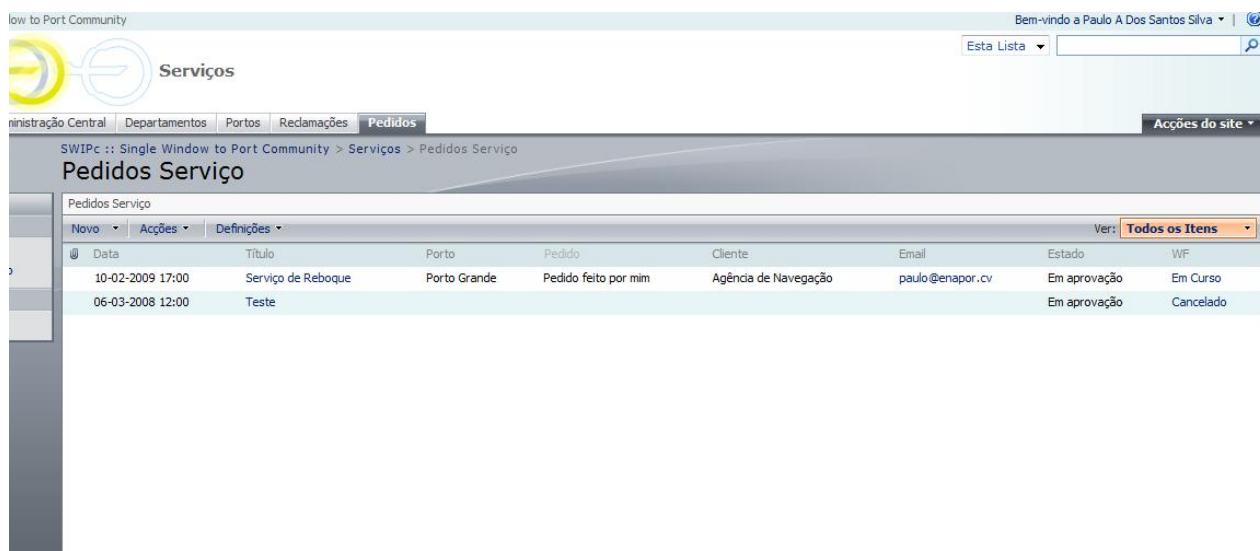 to Port Community Bem-vindo a Paulo A Dos Santos Silva |
Esta Lista
Serviços
Central Departamentos Portos Reclamações Pedidos Acções do site
SWIPc :: Single Window to Port Community > Serviços > Pedidos Serviço
Pedidos Serviço
Pedidos Serviço
Novo Acções Definições Ver: Todos os Itens
Data Título Porto Pedido Cliente Email Estado WF
10-02-2009 17:00 Serviço de Reboque Porto Grande Pedido feito por mim Agência de Navegação paulo@enapor.cv Em aprovação Em Curso
06-03-2008 12:00 Teste Em aprovação Cancelado